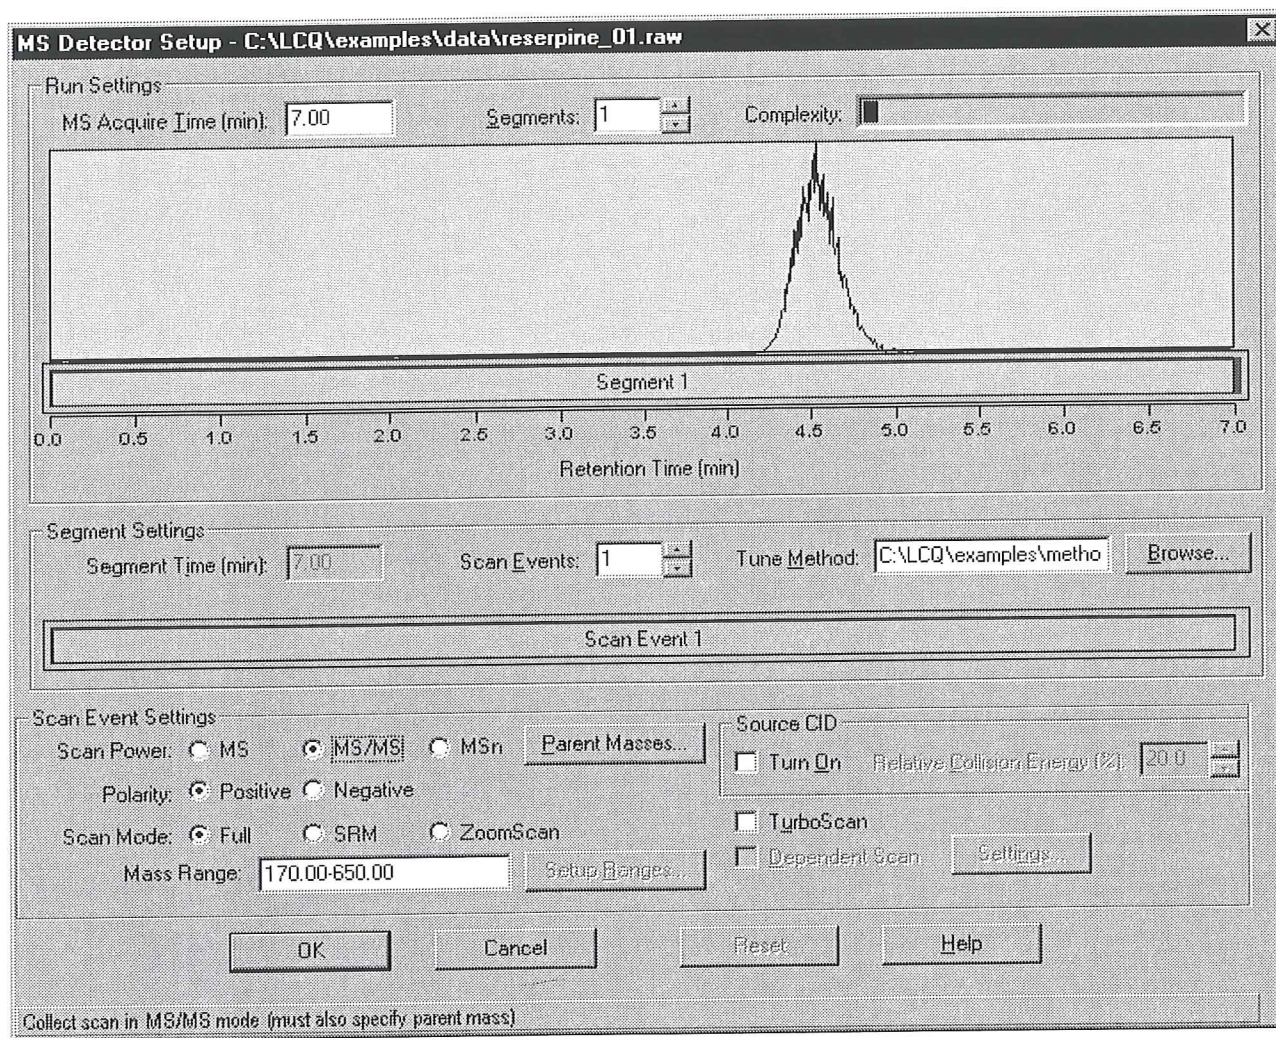 MS Detector Setup - C:\LCQ\examples\data\reserpine_01.raw
Run Settings
MS Acquire Time (min): 7.00 Segments: 1 Complexity:
Segment 1
0.0 0.5 1.0 1.5 2.0 2.5 3.0 3.5 4.0 4.5 5.0 5.5 6.0 6.5 7.0
Retention Time (min)
Segment Settings
Segment Time (min): 7.00 Scan Events: 1 Tune Method: C:\LCQ\examples\metho Browse...
Scan Event 1
Scan Event Settings
Scan Power: MS MS/MS MSn Parent Masses...
Polarity: Positive Negative
Scan Mode: Full SRM ZoomScan
Mass Range: 170.00-650.00 Setup Ranges...
Source CID
Turn On Relative Collision Energy (%): 20.0
TurboScan
Dependent Scan Settings...
OK Cancel Reset Help
Collect scan in MS/MS mode (must also specify parent mass)